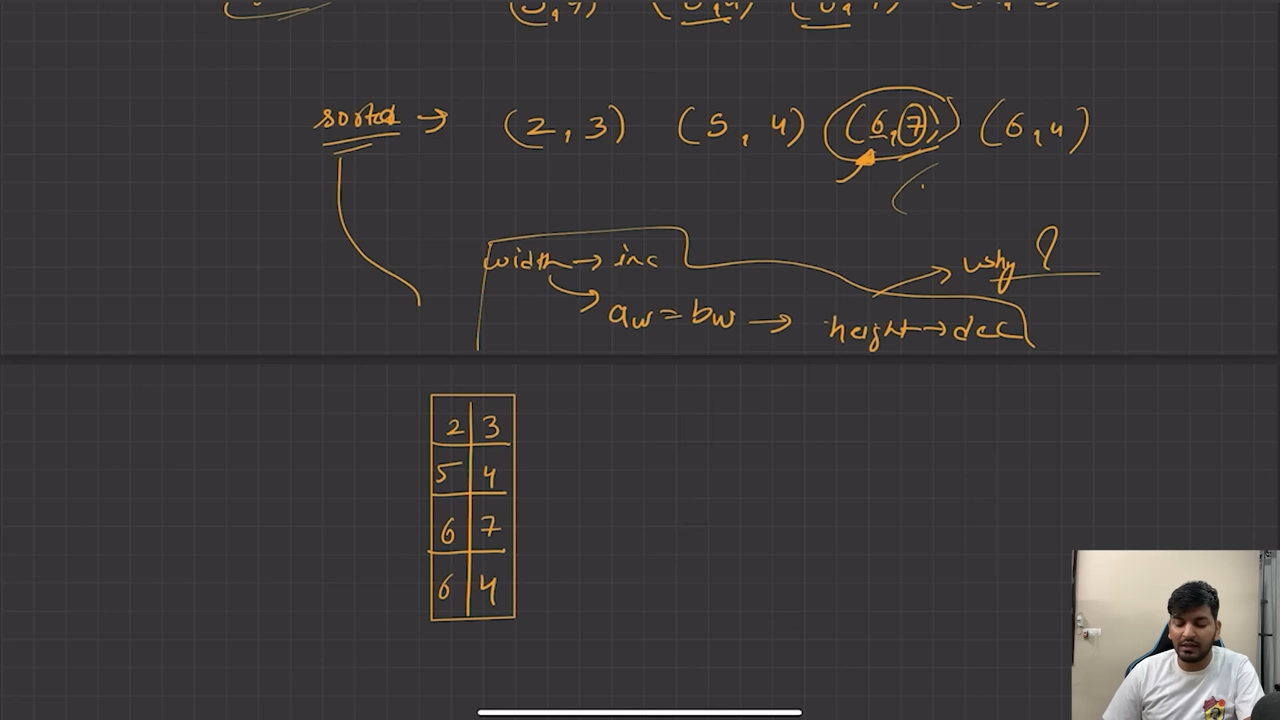 sorted → (2, 3) (5, 4) (6, 7) (6, 4)
width → inc
why ?
aw = bw → height → dec
2 3
5 4
6 7
6 4